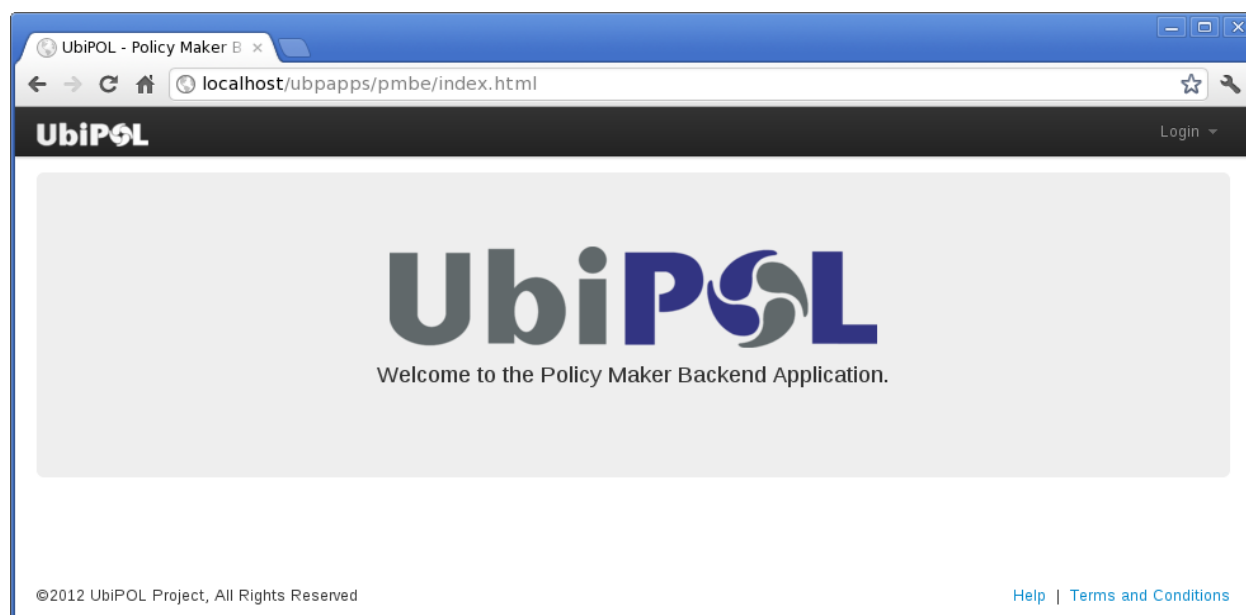 UbiPOL - Policy Maker B
localhost/ubpapps/pmbe/index.html
UbiPOL
Login
UbiPOL
Welcome to the Policy Maker Backend Application.
©2012 UbiPOL Project, All Rights Reserved
Help | Terms and Conditions